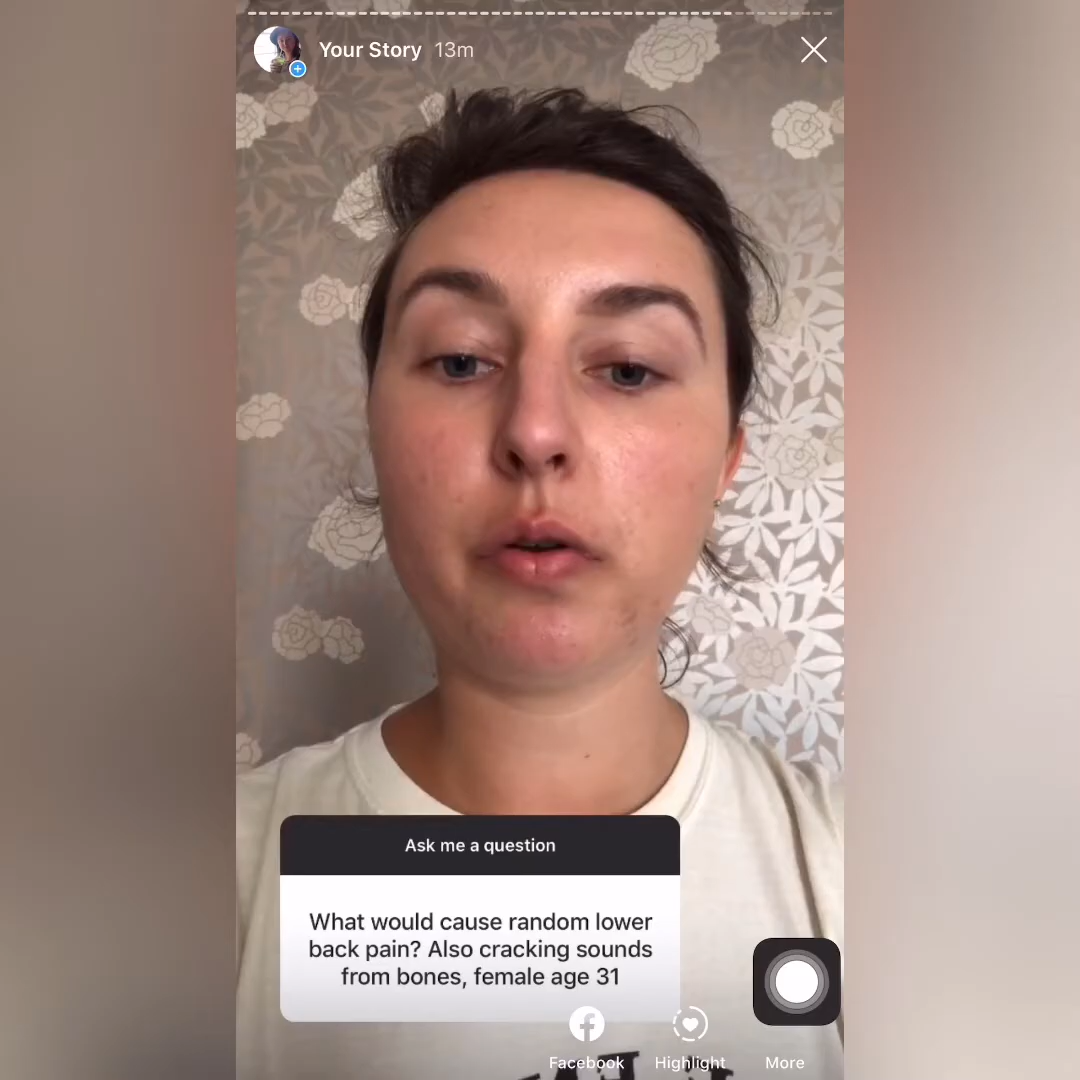 Your Story 13m
Ask me a question
What would cause random lower
back pain? Also cracking sounds
from bones, female age 31
Facebook Highlight More